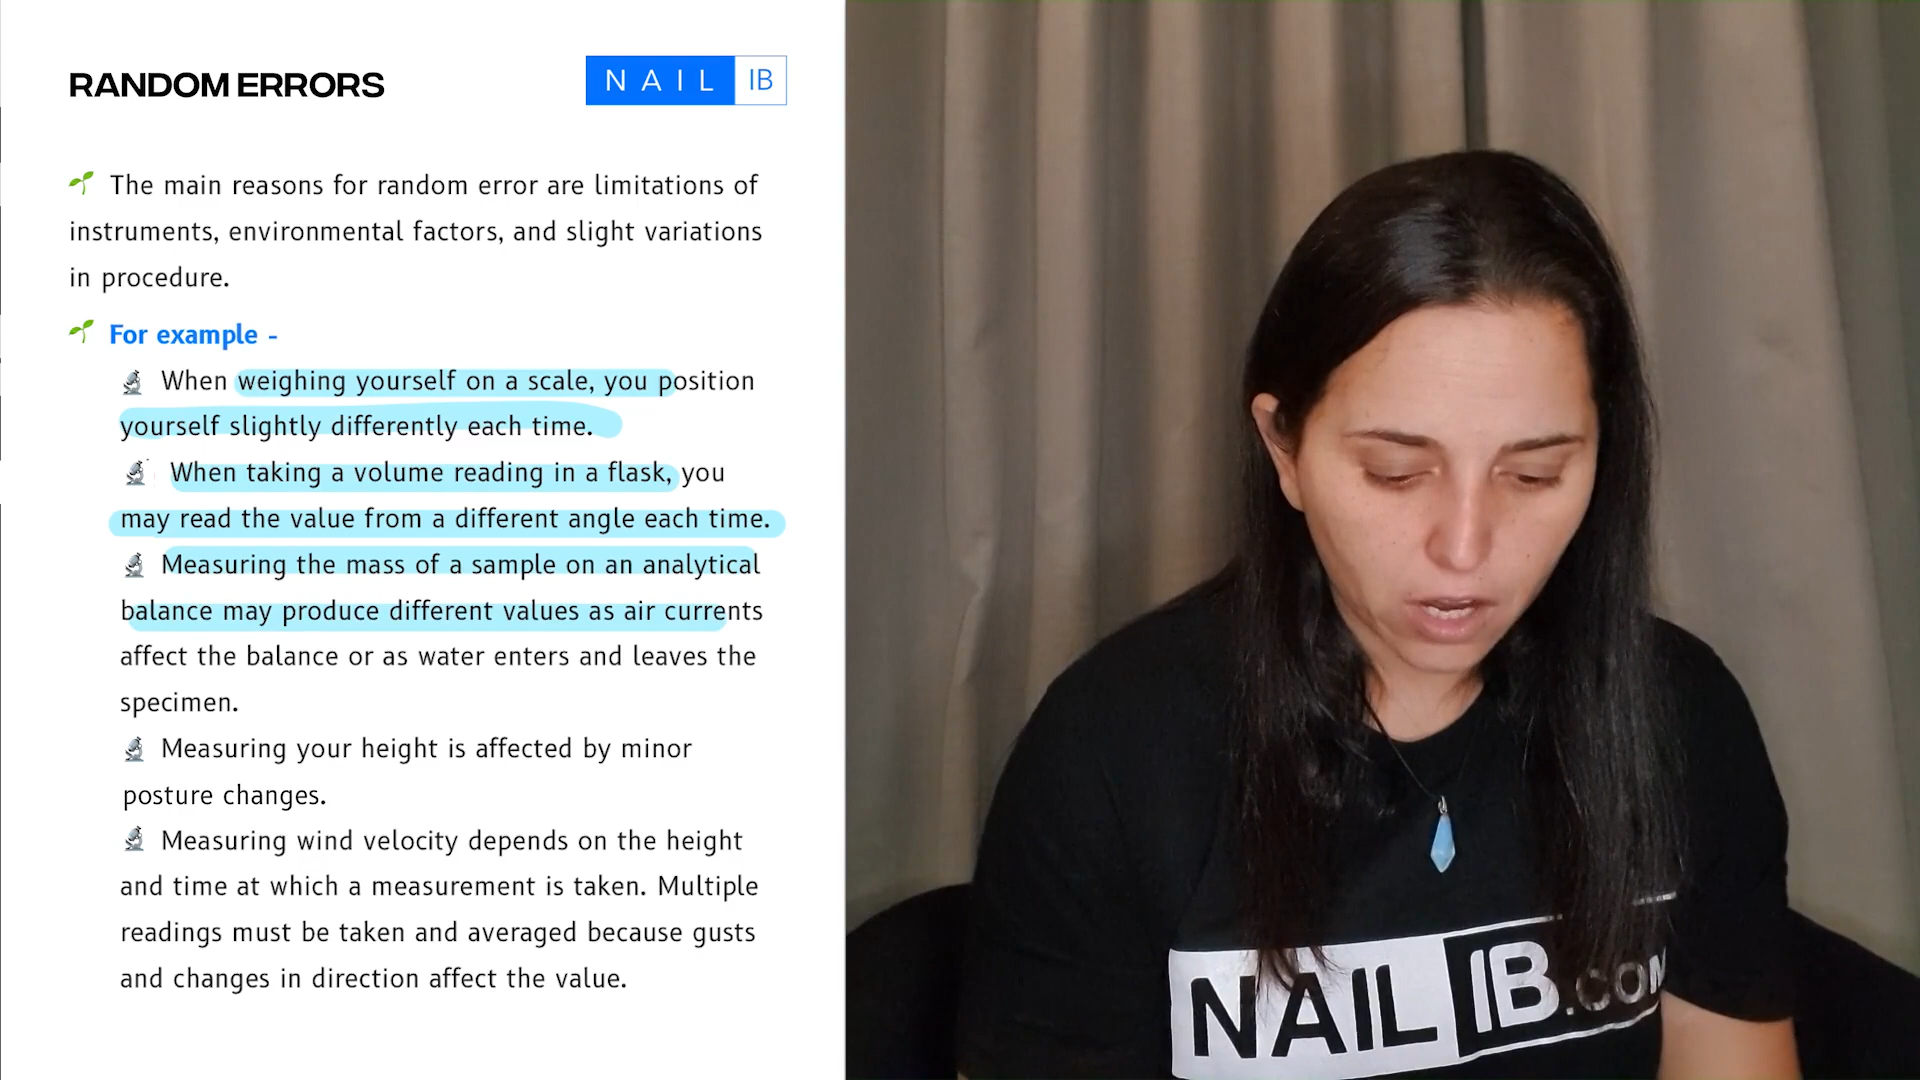 RANDOM ERRORS
NAIL IB
The main reasons for random error are limitations of
instruments, environmental factors, and slight variations
in procedure.
For example -
When weighing yourself on a scale, you position
yourself slightly differently each time.
When taking a volume reading in a flask, you
may read the value from a different angle each time.
Measuring the mass of a sample on an analytical
balance may produce different values as air currents
affect the balance or as water enters and leaves the
specimen.
Measuring your height is affected by minor
posture changes.
Measuring wind velocity depends on the height
and time at which a measurement is taken. Multiple
readings must be taken and averaged because gusts
and changes in direction affect the value.
NAIL IB.COM